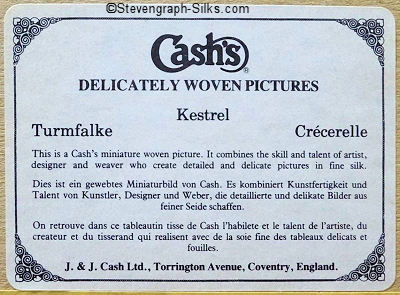 ©Stevengraph-Silks.com
Cash's®
DELICATELY WOVEN PICTURES
Kestrel
Turmfalke Crécerelle
This is a Cash's miniature woven picture. It combines the skill and talent of artist,
designer and weaver who create detailed and delicate pictures in fine silk.
Dies ist ein gewebtes Miniaturbild von Cash. Es kombiniert Kunstfertigkeit und
Talent von Kunstler, Designer und Weber, die detaillierte und delikate Bilder aus
feiner Seide schaffen.
On retrouve dans ce tableautin tisse de Cash l'habilete et le talent de l'artiste, du
createur et du tisserand qui realisent avec de la soie fine des tableaux delicats et
fouilles.
J. & J. Cash Ltd., Torrington Avenue, Coventry, England.